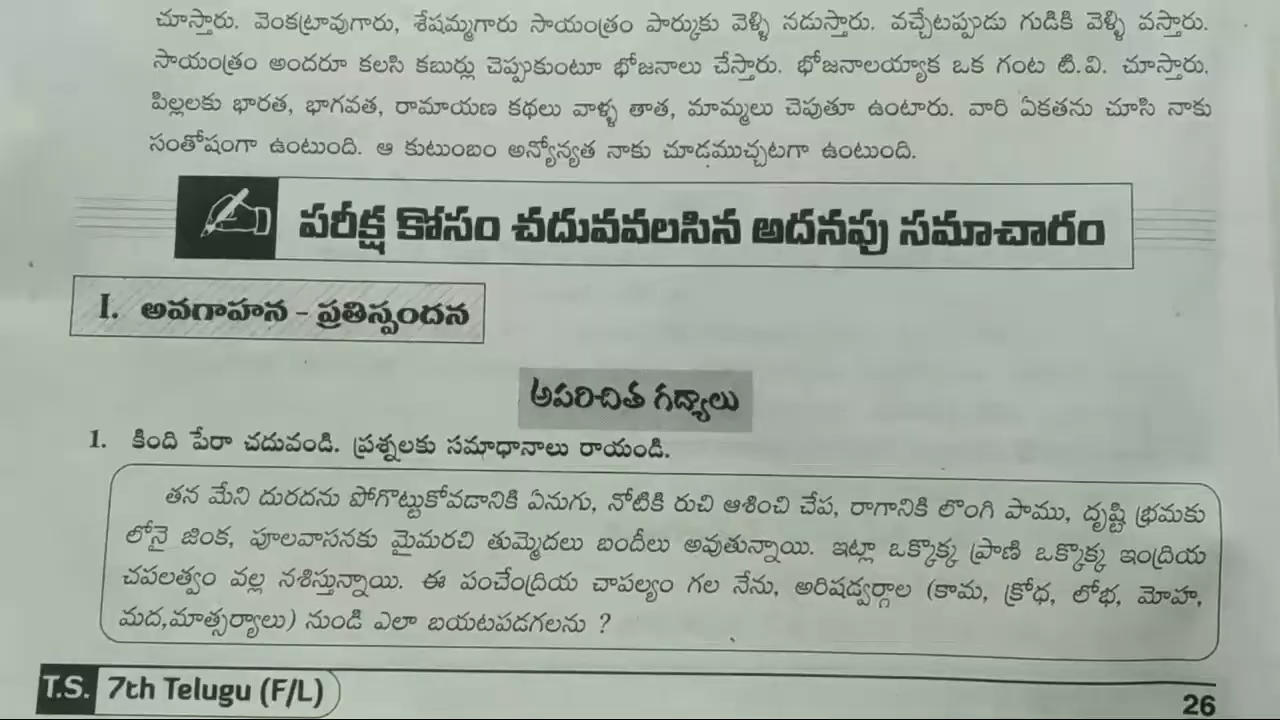 చూస్తారు. వెంకట్రావుగారు, శేషమ్మగారు సాయంత్రం పార్కుకు వెళ్ళి నడుస్తారు. వచ్చేటప్పుడు గుడికి వెళ్ళి వస్తారు.
సాయంత్రం అందరూ కలసి కబుర్లు చెప్పుకుంటూ భోజనాలు చేస్తారు. భోజనాలయ్యాక ఒక గంట టి.వి. చూస్తారు.
పిల్లలకు భారత, భాగవత, రామాయణ కథలు వాళ్ళ తాత, మామ్మలు చెపుతూ ఉంటారు. వారి ఏకతను చూసి నాకు
సంతోషంగా ఉంటుంది. ఆ కుటుంబం అన్యోన్యత నాకు చూడముచ్చటగా ఉంటుంది.
పరీక్ష కోసం చదువవలసిన అదనపు సమాచారం
I. అవగాహన - ప్రతిస్పందన
అపరిచిత గద్యాలు
1. కింది పేరా చదువండి. ప్రశ్నలకు సమాధానాలు రాయండి.
తన మేని దురదను పోగొట్టుకోవడానికి ఏనుగు, నోటికి రుచి ఆశించి చేప, రాగానికి లొంగి పాము, దృష్టి భ్రమకు
లోనై జింక, పూలవాసనకు మైమరచి తుమ్మెదలు బందీలు అవుతున్నాయి. ఇట్లా ఒక్కొక్క ప్రాణి ఒక్కొక్క ఇంద్రియ
చపలత్వం వల్ల నశిస్తున్నాయి. ఈ పంచేంద్రియ చాపల్యం గల నేను, అరిషడ్వర్గాల (కామ, క్రోధ, లోభ, మోహ,
మద,మాత్సర్యాలు) నుండి ఎలా బయటపడగలను ?
T.S. 7th Telugu (F/L)
26